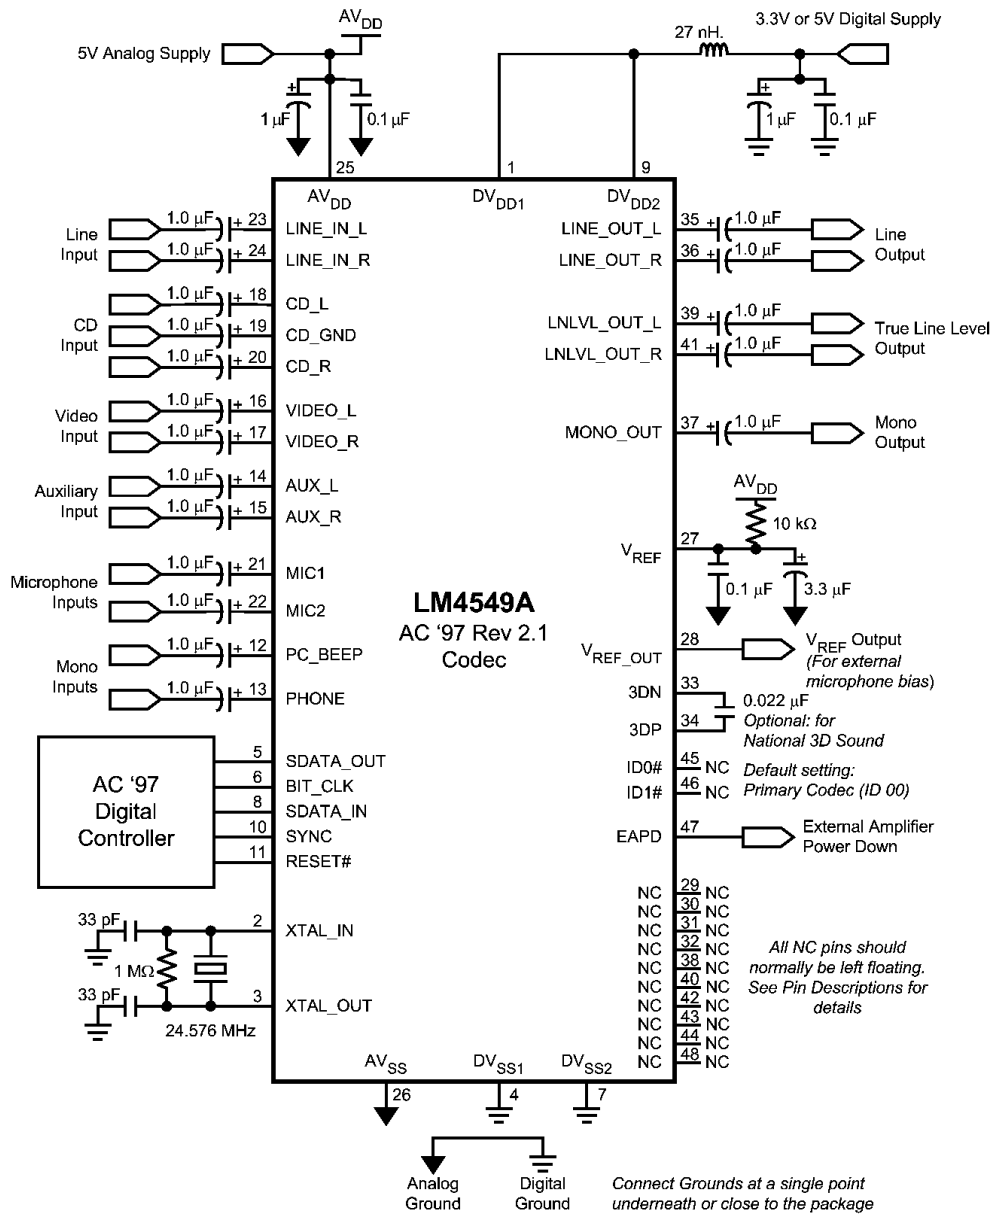 AVDD
3.3V or 5V Digital Supply
5V Analog Supply
27 nH.
+
1 µF
0.1 µF
+
1 µF
0.1 µF
25
1
9
AVDD
DVDD1
DVDD2
Line
Input
1.0 µF
+
23
LINE_IN_L
1.0 µF
+
24
LINE_IN_R
CD
Input
1.0 µF
+
18
CD_L
1.0 µF
+
19
CD_GND
1.0 µF
+
20
CD_R
Video
Input
1.0 µF
+
16
VIDEO_L
1.0 µF
+
17
VIDEO_R
Auxiliary
Input
1.0 µF
+
14
AUX_L
1.0 µF
+
15
AUX_R
Microphone
Inputs
1.0 µF
+
21
MIC1
1.0 µF
+
22
MIC2
Mono
Inputs
1.0 µF
+
12
PC_BEEP
1.0 µF
+
13
PHONE
AC ‘97
Digital
Controller
5
SDATA_OUT
6
BIT_CLK
8
SDATA_IN
10
SYNC
11
RESET#
33 pF
2
XTAL_IN
1 MΩ
33 pF
3
XTAL_OUT
24.576 MHz
LM4549A
AC ‘97 Rev 2.1
Codec
LINE_OUT_L
35
+
1.0 µF
LINE_OUT_R
36
+
1.0 µF
Line
Output
LNLVL_OUT_L
39
+
1.0 µF
LNLVL_OUT_R
41
+
1.0 µF
True Line Level
Output
MONO_OUT
37
+
1.0 µF
Mono
Output
AVDD
10 kΩ
VREF
27
+
0.1 µF
3.3 µF
VREF_OUT
28
VREF Output
(For external
microphone bias)
3DN
33
0.022 µF
3DP
34
Optional: for
National 3D Sound
ID0#
45
NC
ID1#
46
NC
Default setting:
Primary Codec (ID 00)
EAPD
47
External Amplifier
Power Down
NC 29 NC
NC 30 NC
NC 31 NC
NC 32 NC
NC 38 NC
NC 40 NC
NC 42 NC
NC 43 NC
NC 44 NC
NC 48 NC
All NC pins should
normally be left floating.
See Pin Descriptions for
details
AVSS
DVSS1
DVSS2
26
4
7
Analog
Ground
Digital
Ground
Connect Grounds at a single point
underneath or close to the package